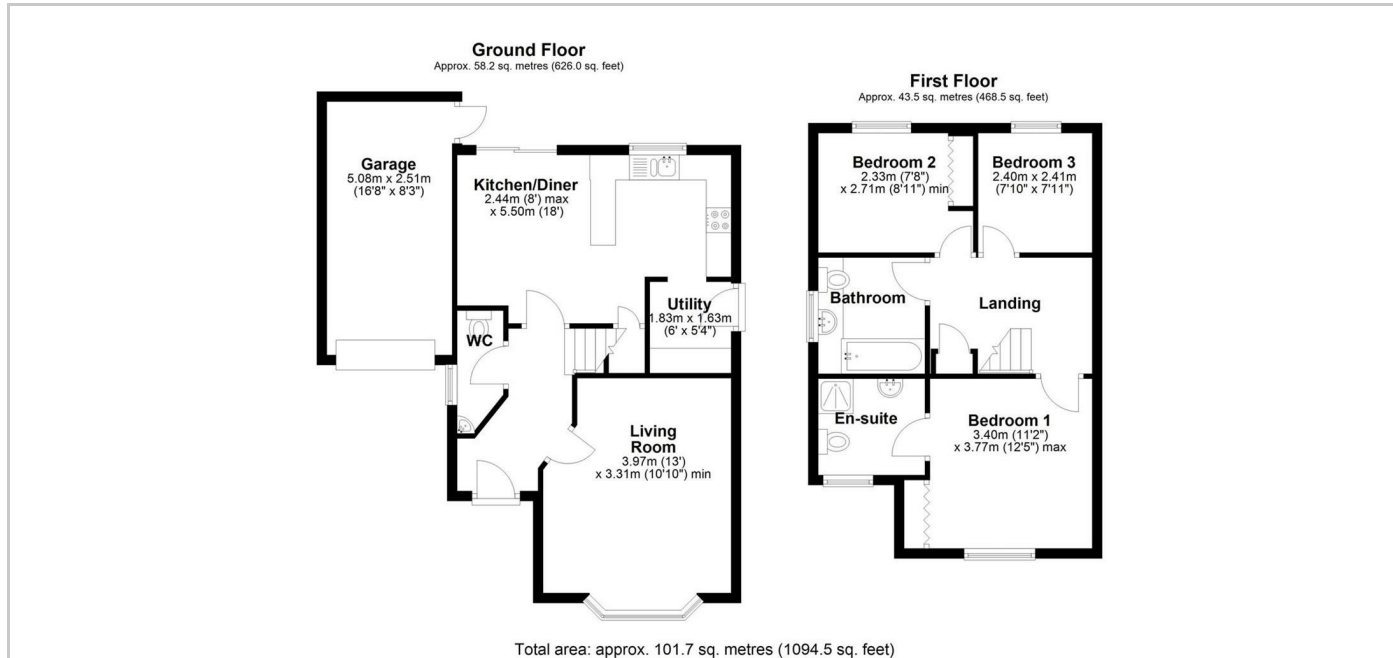 Ground Floor
Approx. 58.2 sq. metres (626.0 sq. feet)
Garage
5.08m x 2.51m
(16'8" x 8'3")
Kitchen/Diner
2.44m (8') max
x 5.50m (18')
Utility
1.83m x 1.63m
(6' x 5'4")
WC
Living
Room
3.97m (13')
x 3.31m (10'10") min
First Floor
Approx. 43.5 sq. metres (468.5 sq. feet)
Bedroom 2
2.33m (7'8")
x 2.71m (8'11") min
Bedroom 3
2.40m x 2.41m
(7'10" x 7'11")
Bathroom
Landing
En-suite
Bedroom 1
3.40m (11'2")
x 3.77m (12'5") max
Total area: approx. 101.7 sq. metres (1094.5 sq. feet)